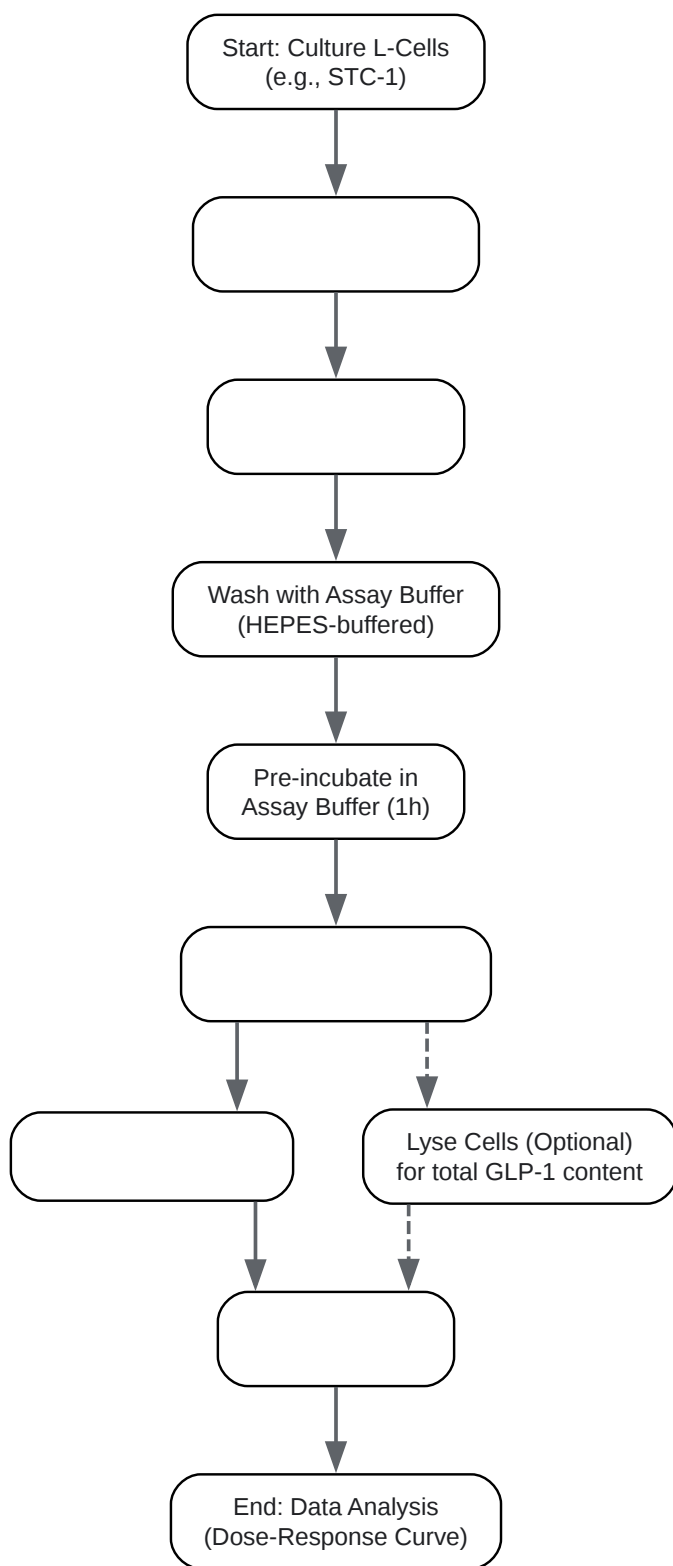 Start: Culture L-Cells
(e.g., STC-1)
Wash with Assay Buffer
(HEPES-buffered)
Pre-incubate in
Assay Buffer (1h)
Lyse Cells (Optional)
for total GLP-1 content
End: Data Analysis
(Dose-Response Curve)